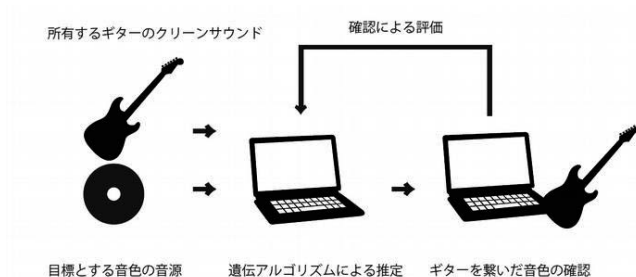 所有するギターのクリーンサウンド
確認による評価
目標とする音色の音源
遺伝アルゴリズムによる推定
ギターを繋いだ音色の確認